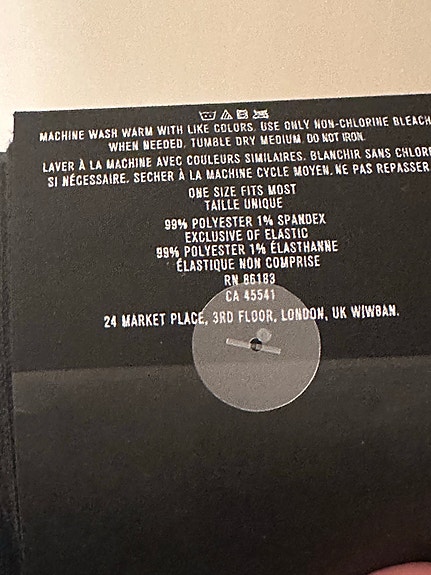 MACHINE WASH WARM WITH LIKE COLORS, USE ONLY NON-CHLORINE BLEACH
WHEN NEEDED, TUMBLE DRY MEDIUM, DO NOT IRON.
LAVER À LA MACHINE AVEC COULEURS SIMILAIRES. BLANCHIR SANS CHLOR
SI NÉCESSAIRE. SECHER À LA MACHINE CYCLE MOYEN. NE PAS REPASSER.
ONE SIZE FITS MOST
TAILLE UNIQUE
99% POLYESTER 1% SPANDEX
EXCLUSIVE OF ELASTIC
99% POLYESTER 1% ÉLASTHANNE
ÉLASTIQUE NON COMPRISE
RN 86183
CA 45541
24 MARKET PLACE, 3RD FLOOR, LONDON, UK W1W8AN.